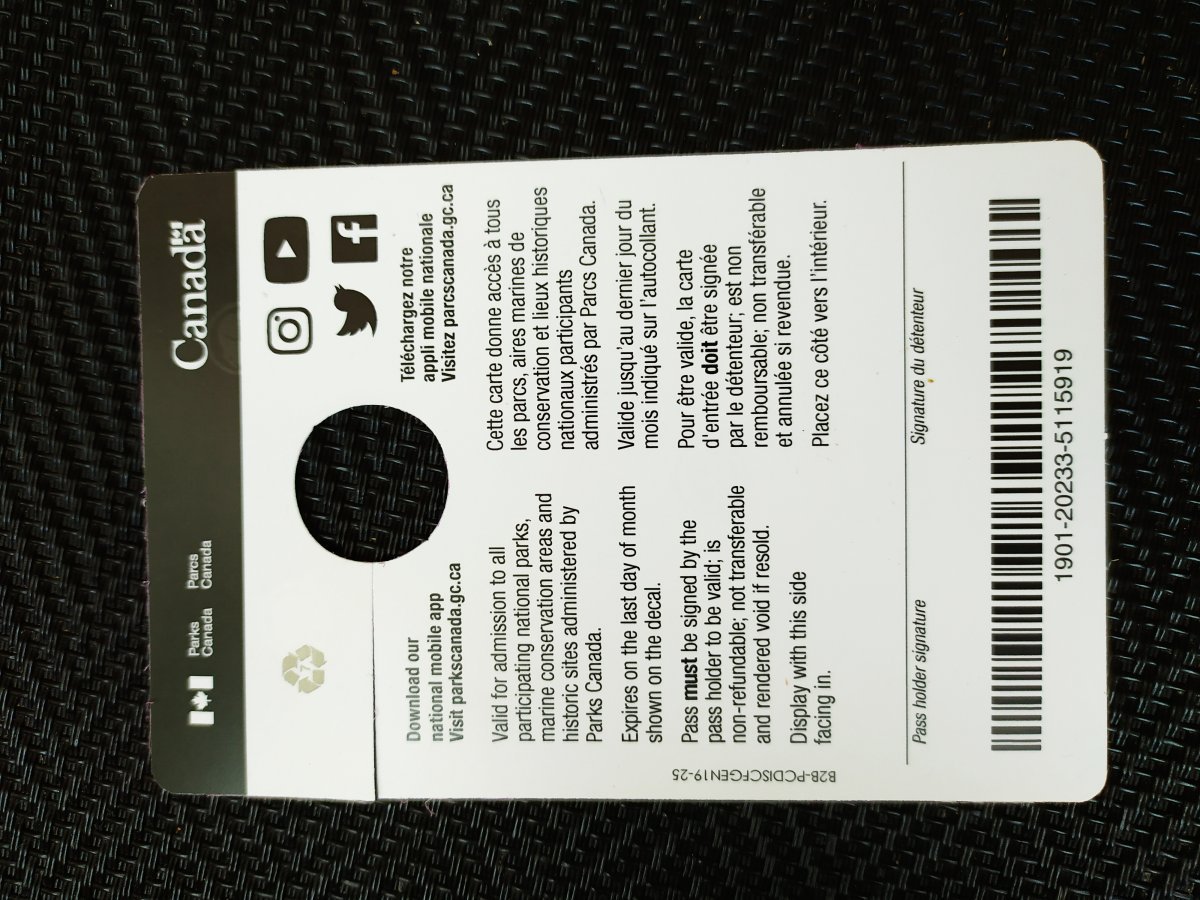 Parks
Canada
Parcs
Canada
Canada
Download our
national mobile app
Visit parkscanada.gc.ca
Téléchargez notre
appli mobile nationale
Visitez parcscanada.gc.ca
Valid for admission to all
participating national parks,
marine conservation areas and
historic sites administered by
Parks Canada.
Expires on the last day of month
shown on the decal.
Pass must be signed by the
pass holder to be valid; is
non-refundable; not transferable
and rendered void if resold.
Display with this side
facing in.
Cette carte donne accès à tous
les parcs, aires marines de
conservation et lieux historiques
nationaux participants
administrés par Parcs Canada.
Valide jusqu'au dernier jour du
mois indiqué sur l'autocollant.
Pour être valide, la carte
d'entrée doit être signée
par le détenteur; est non
remboursable; non transférable
et annulée si revendue.
Placez ce côté vers l'intérieur.
B2B-PCDISCFGEN19-25
Pass holder signature
Signature du détenteur
1901-20233-5115919